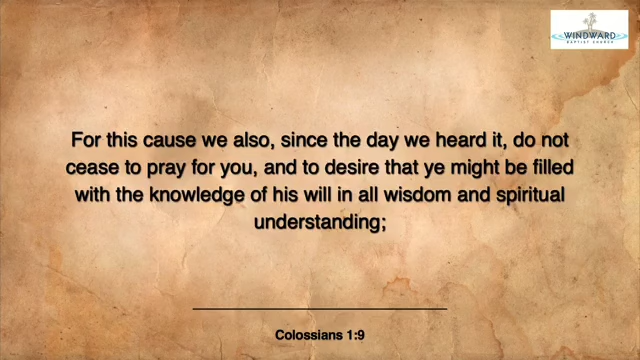 WINDWARD
BAPTIST CHURCH
For this cause we also, since the day we heard it, do not
cease to pray for you, and to desire that ye might be filled
with the knowledge of his will in all wisdom and spiritual
understanding;
Colossians 1:9